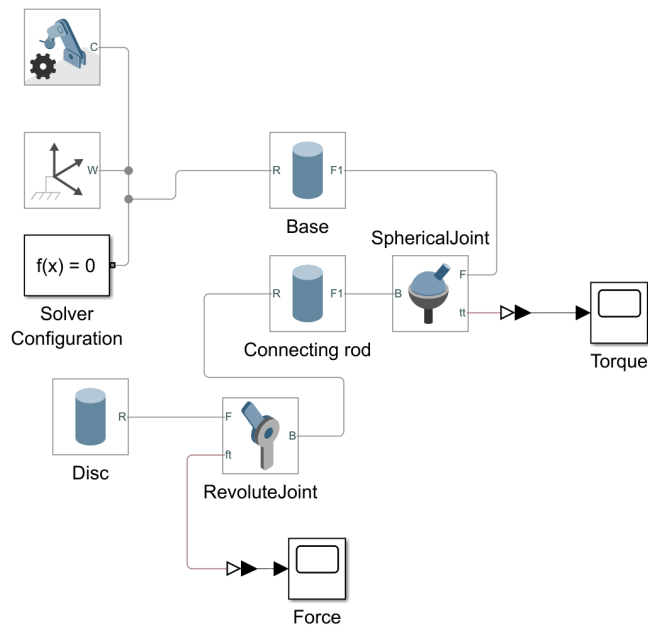 C
W
f(x) = 0
Solver
Configuration
R
F1
Base
SphericalJoint
R
F1
B
F
tt
Connecting rod
Torque
R
F
B
ft
Disc
RevoluteJoint
Force